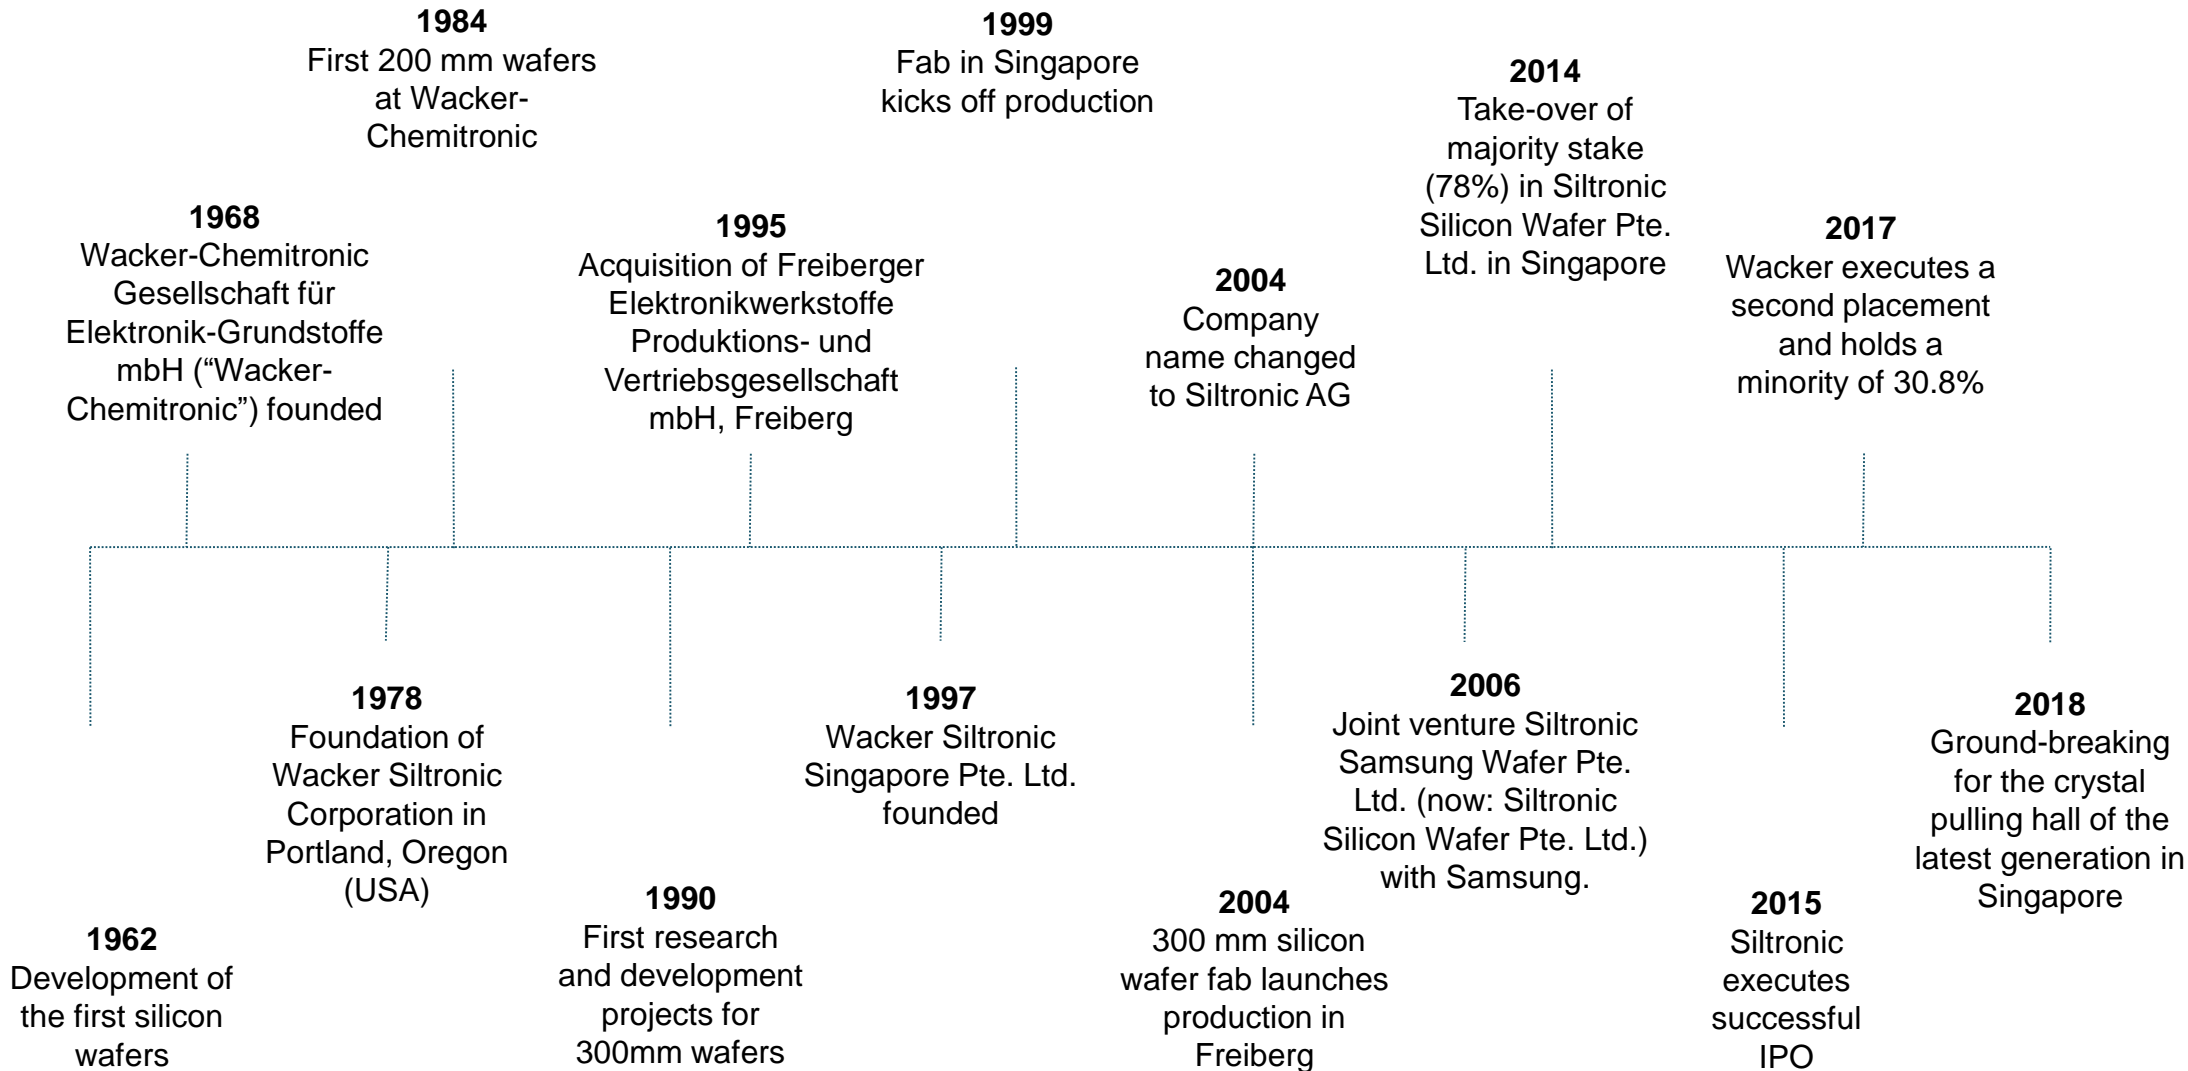 1984
First 200 mm wafers
at Wacker-
Chemitronic
1999
Fab in Singapore
kicks off production
2014
Take-over of
majority stake
(78%) in Siltronic
Silicon Wafer Pte.
Ltd. in Singapore
1968
Wacker-Chemitronic
Gesellschaft für
Elektronik-Grundstoffe
mbH (“Wacker-
Chemitronic”) founded
1995
Acquisition of Freiberger
Elektronikwerkstoffe
Produktions- und
Vertriebsgesellschaft
mbH, Freiberg
2004
Company
name changed
to Siltronic AG
2017
Wacker executes a
second placement
and holds a
minority of 30.8%
1962
Development of
the first silicon
wafers
1978
Foundation of
Wacker Siltronic
Corporation in
Portland, Oregon
(USA)
1990
First research
and development
projects for
300mm wafers
1997
Wacker Siltronic
Singapore Pte. Ltd.
founded
2004
300 mm silicon
wafer fab launches
production in
Freiberg
2006
Joint venture Siltronic
Samsung Wafer Pte.
Ltd. (now: Siltronic
Silicon Wafer Pte. Ltd.)
with Samsung.
2015
Siltronic
executes
successful
IPO
2018
Ground-breaking
for the crystal
pulling hall of the
latest generation in
Singapore